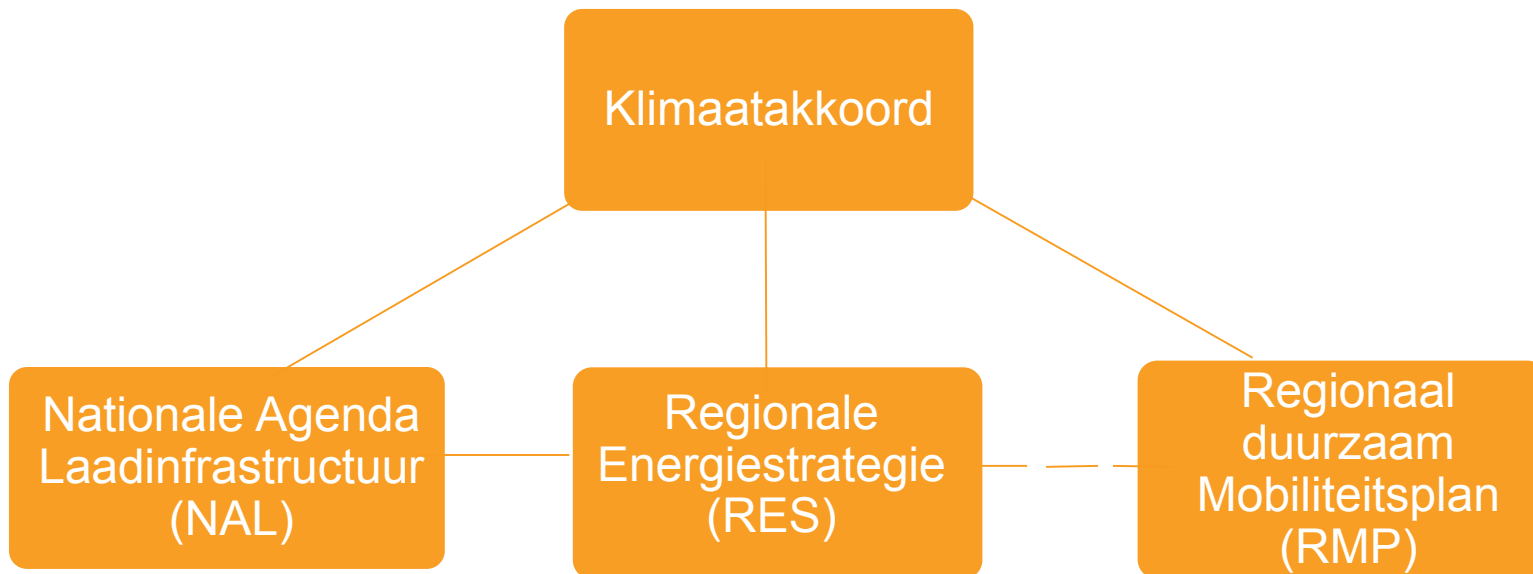 Klimaatakkoord
Nationale Agenda
Laadinfrastructuur
(NAL)
Regionale
Energiestrategie
(RES)
Regionaal
duurzaam
Mobiliteitsplan
(RMP)